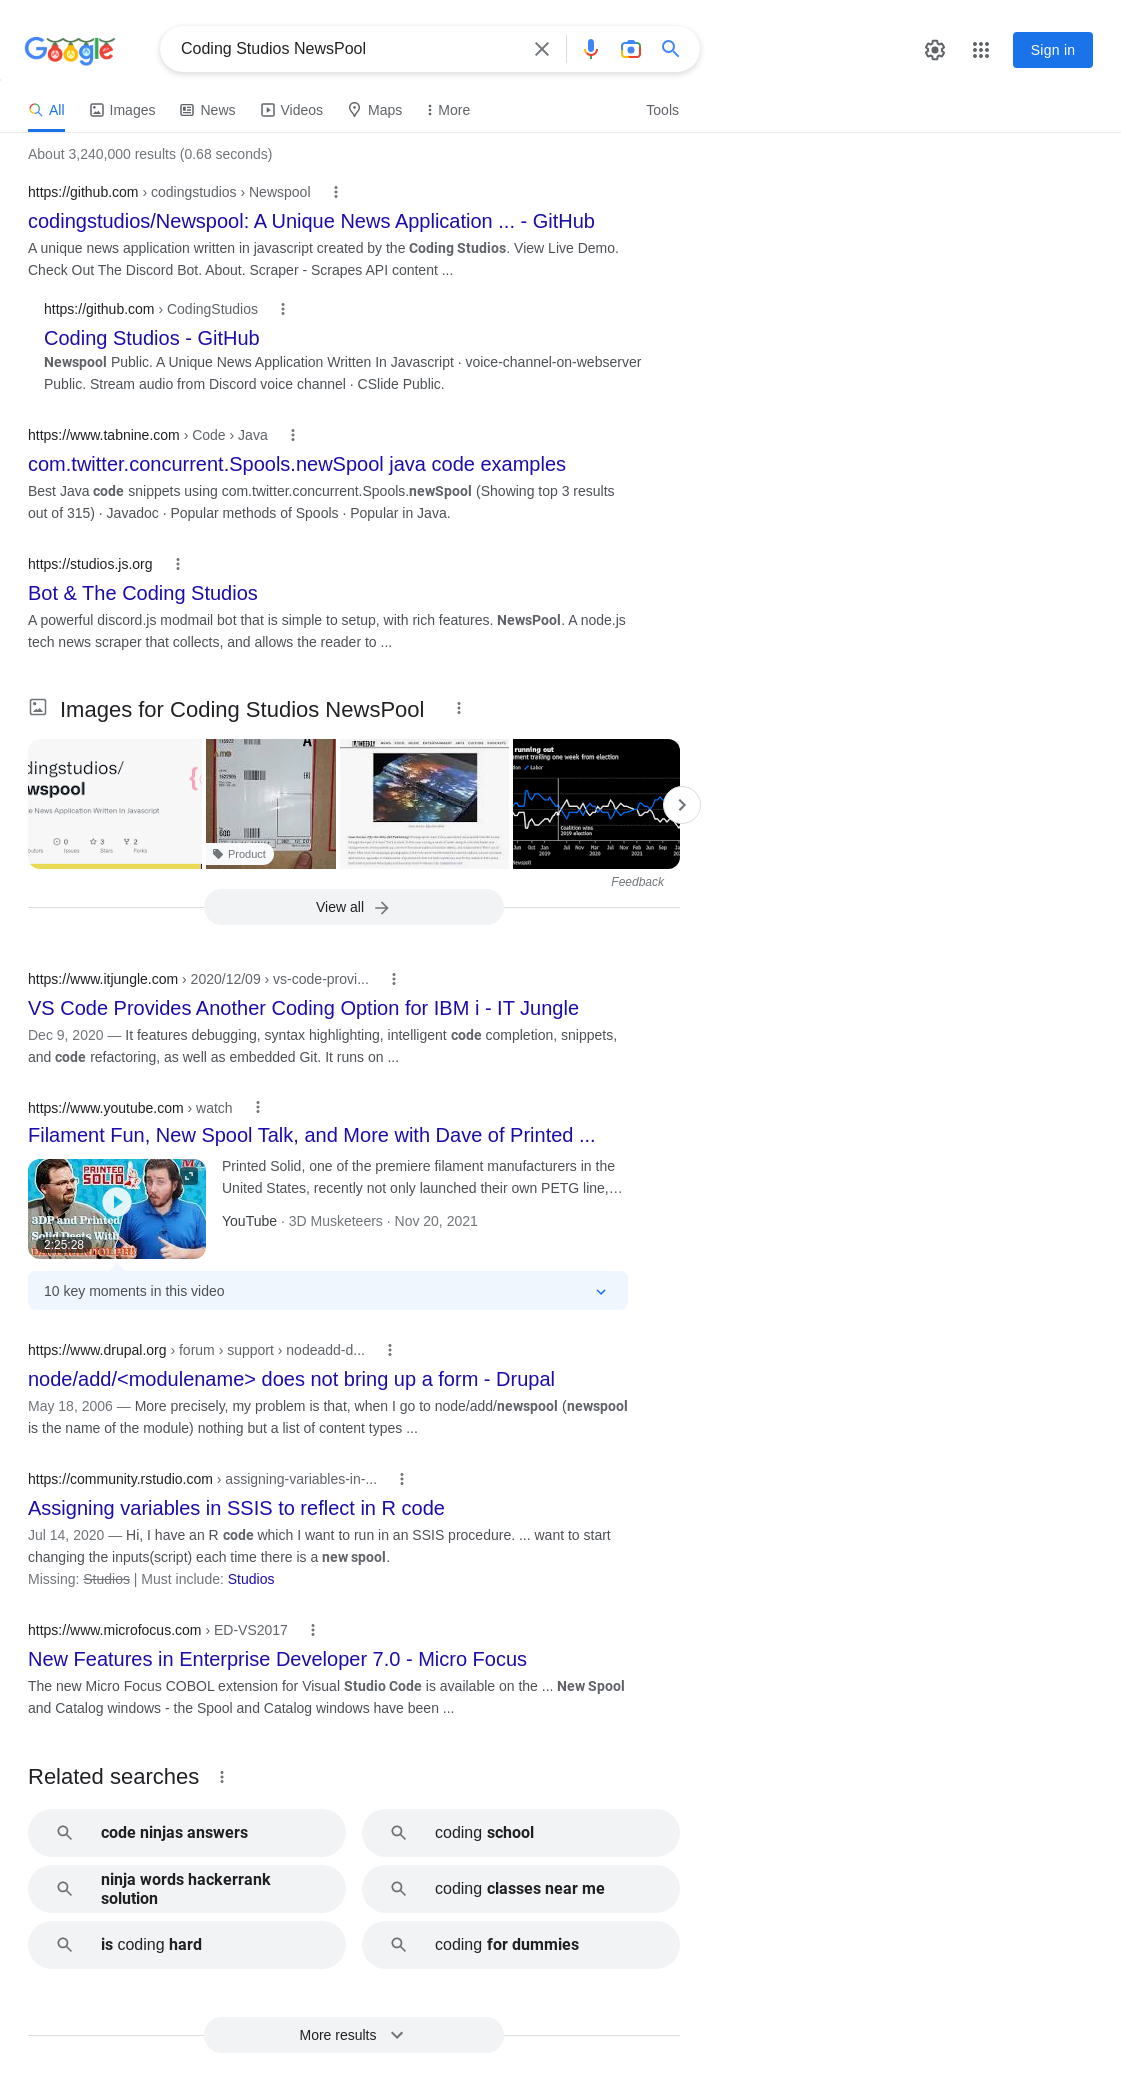 Google
Coding Studios NewsPool
Sign in
All
Images
News
Videos
Maps
More
Tools
About 3,240,000 results (0.68 seconds)
https://github.com › codingstudios › Newspool
codingstudios/Newspool: A Unique News Application ... - GitHub
A unique news application written in javascript created by the Coding Studios. View Live Demo.
Check Out The Discord Bot. About. Scraper - Scrapes API content ...
https://github.com › CodingStudios
Coding Studios - GitHub
Newspool Public. A Unique News Application Written In Javascript · voice-channel-on-webserver
Public. Stream audio from Discord voice channel · CSlide Public.
https://www.tabnine.com › Code › Java
com.twitter.concurrent.Spools.newSpool java code examples
Best Java code snippets using com.twitter.concurrent.Spools.newSpool (Showing top 3 results
out of 315) · Javadoc · Popular methods of Spools · Popular in Java.
https://studios.js.org
Bot & The Coding Studios
A powerful discord.js modmail bot that is simple to setup, with rich features. NewsPool. A node.js
tech news scraper that collects, and allows the reader to ...
Images for Coding Studios NewsPool
dingstudios/
wspool
e News Application Written In Javascript
0
3
2
Issues
Stars
Forks
Product
running out
ment trailing one week from election
Labor
Coalition wins
2019 election
Feedback
View all
https://www.itjungle.com › 2020/12/09 › vs-code-provi...
VS Code Provides Another Coding Option for IBM i - IT Jungle
Dec 9, 2020 — It features debugging, syntax highlighting, intelligent code completion, snippets,
and code refactoring, as well as embedded Git. It runs on ...
https://www.youtube.com › watch
Filament Fun, New Spool Talk, and More with Dave of Printed ...
PRINTED
SOLID
3DP and Printed
Solid Deets With
2:25:28
Printed Solid, one of the premiere filament manufacturers in the
United States, recently not only launched their own PETG line,...
YouTube · 3D Musketeers · Nov 20, 2021
10 key moments in this video
https://www.drupal.org › forum › support › nodeadd-d...
node/add/<modulename> does not bring up a form - Drupal
May 18, 2006 — More precisely, my problem is that, when I go to node/add/newspool (newspool
is the name of the module) nothing but a list of content types ...
https://community.rstudio.com › assigning-variables-in-...
Assigning variables in SSIS to reflect in R code
Jul 14, 2020 — Hi, I have an R code which I want to run in an SSIS procedure. ... want to start
changing the inputs(script) each time there is a new spool.
Missing: Studios | Must include: Studios
https://www.microfocus.com › ED-VS2017
New Features in Enterprise Developer 7.0 - Micro Focus
The new Micro Focus COBOL extension for Visual Studio Code is available on the ... New Spool
and Catalog windows - the Spool and Catalog windows have been ...
Related searches
code ninjas answers
coding school
ninja words hackerrank
solution
coding classes near me
is coding hard
coding for dummies
More results